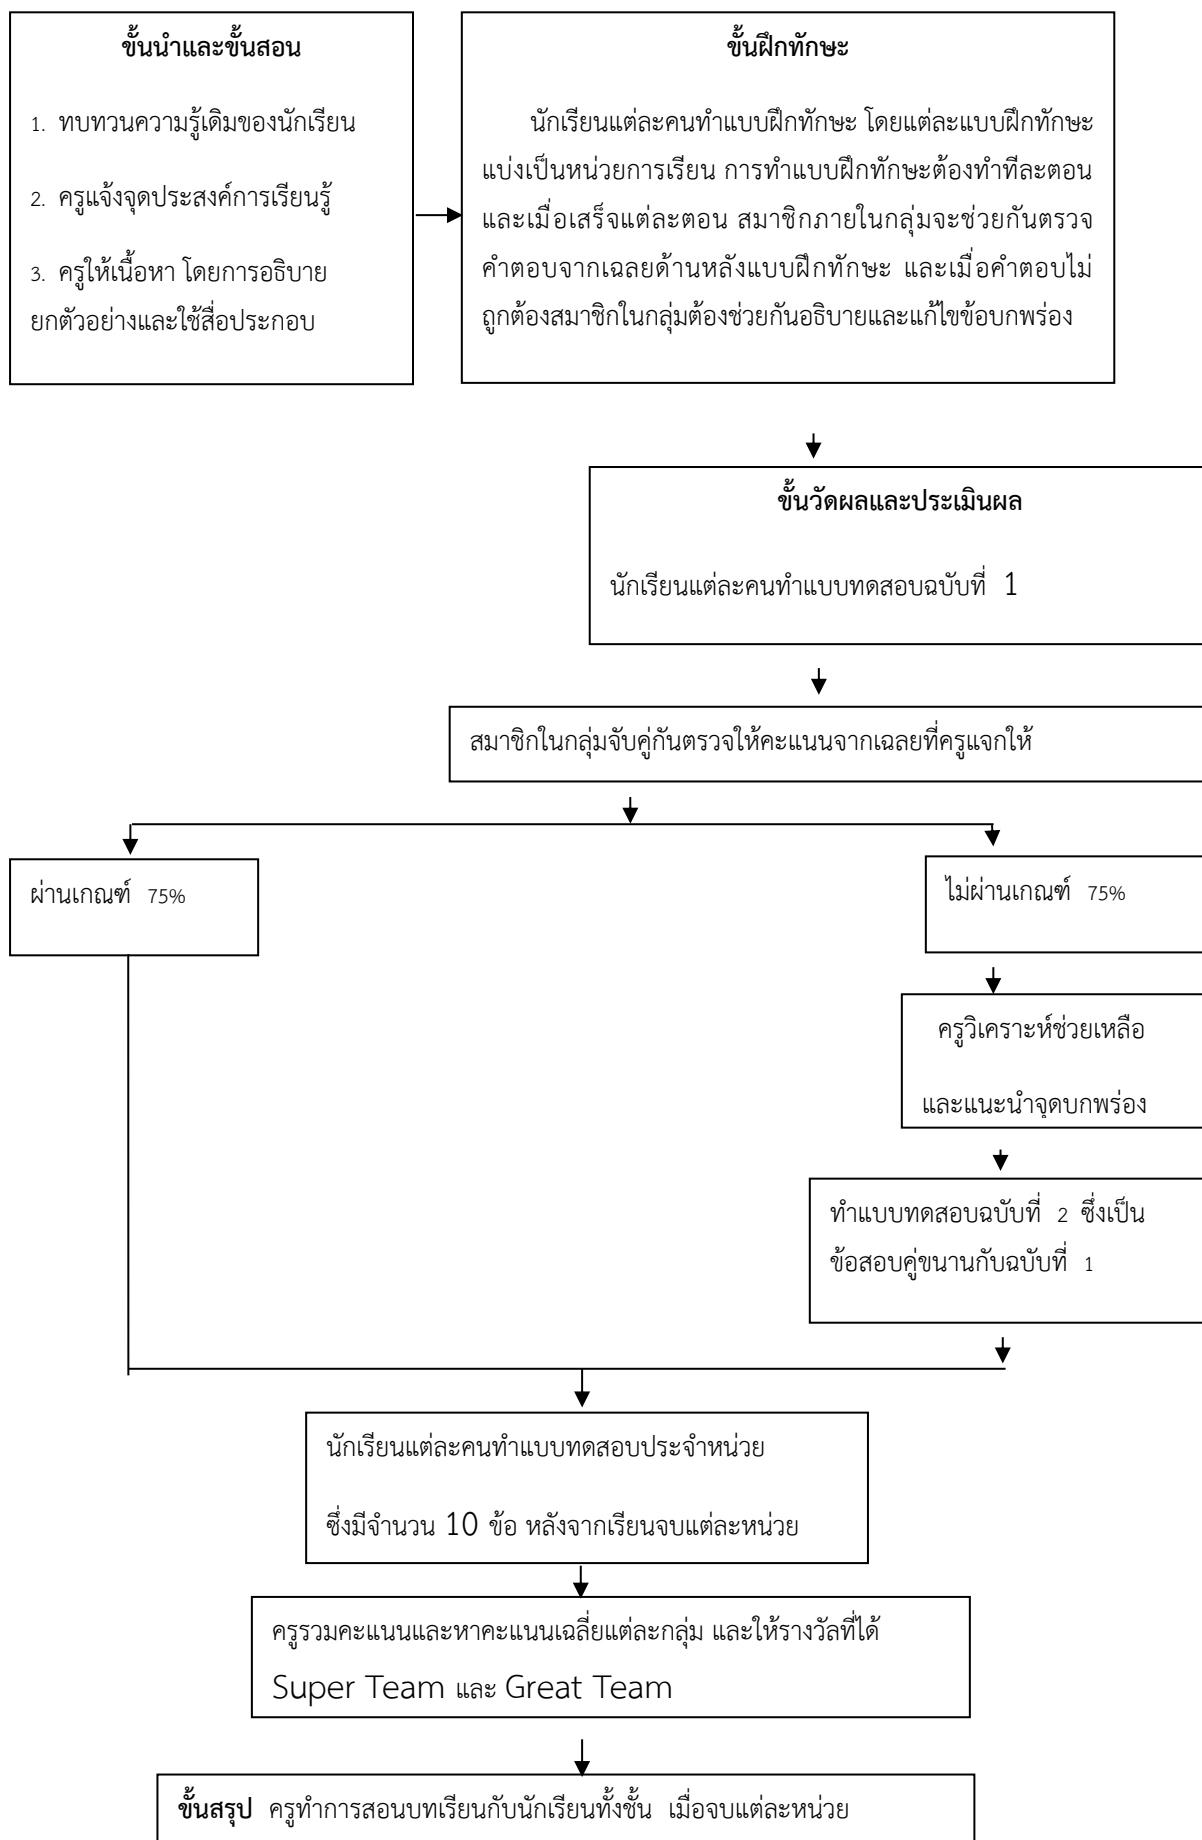 ขั้นนำและขั้นสอน
1. ทบทวนความรู้เดิมของนักเรียน
2. ครูแจ้งจุดประสงค์การเรียนรู้
3. ครูให้เนื้อหา โดยการอธิบาย
ยกตัวอย่างและใช้สื่อประกอบ
ขั้นฝึกทักษะ
นักเรียนแต่ละคนทำแบบฝึกทักษะ โดยแต่ละแบบฝึกทักษะ
แบ่งเป็นหน่วยการเรียน การทำแบบฝึกทักษะต้องทำทีละตอน
และเมื่อเสร็จแต่ละตอน สมาชิกภายในกลุ่มจะช่วยกันตรวจ
คำตอบจากเฉลยด้านหลังแบบฝึกทักษะ และเมื่อคำตอบไม่
ถูกต้องสมาชิกในกลุ่มต้องช่วยกันอธิบายและแก้ไขข้อบกพร่อง
ขั้นวัดผลและประเมินผล
นักเรียนแต่ละคนทำแบบทดสอบฉบับที่ 1
สมาชิกในกลุ่มจับคู่กันตรวจให้คะแนนจากเฉลยที่ครูแจกให้
ผ่านเกณฑ์ 75%
ไม่ผ่านเกณฑ์ 75%
ครูวิเคราะห์ช่วยเหลือ
และแนะนำจุดบกพร่อง
ทำแบบทดสอบฉบับที่ 2 ซึ่งเป็น
ข้อสอบคู่ขนานกับฉบับที่ 1
นักเรียนแต่ละคนทำแบบทดสอบประจำหน่วย
ซึ่งมีจำนวน 10 ข้อ หลังจากเรียนจบแต่ละหน่วย
ครูรวมคะแนนและหาคะแนนเฉลี่ยแต่ละกลุ่ม และให้รางวัลที่ได้
Super Team และ Great Team
ขั้นสรุป ครูทำการสอนบทเรียนกับนักเรียนทั้งชั้น เมื่อจบแต่ละหน่วย